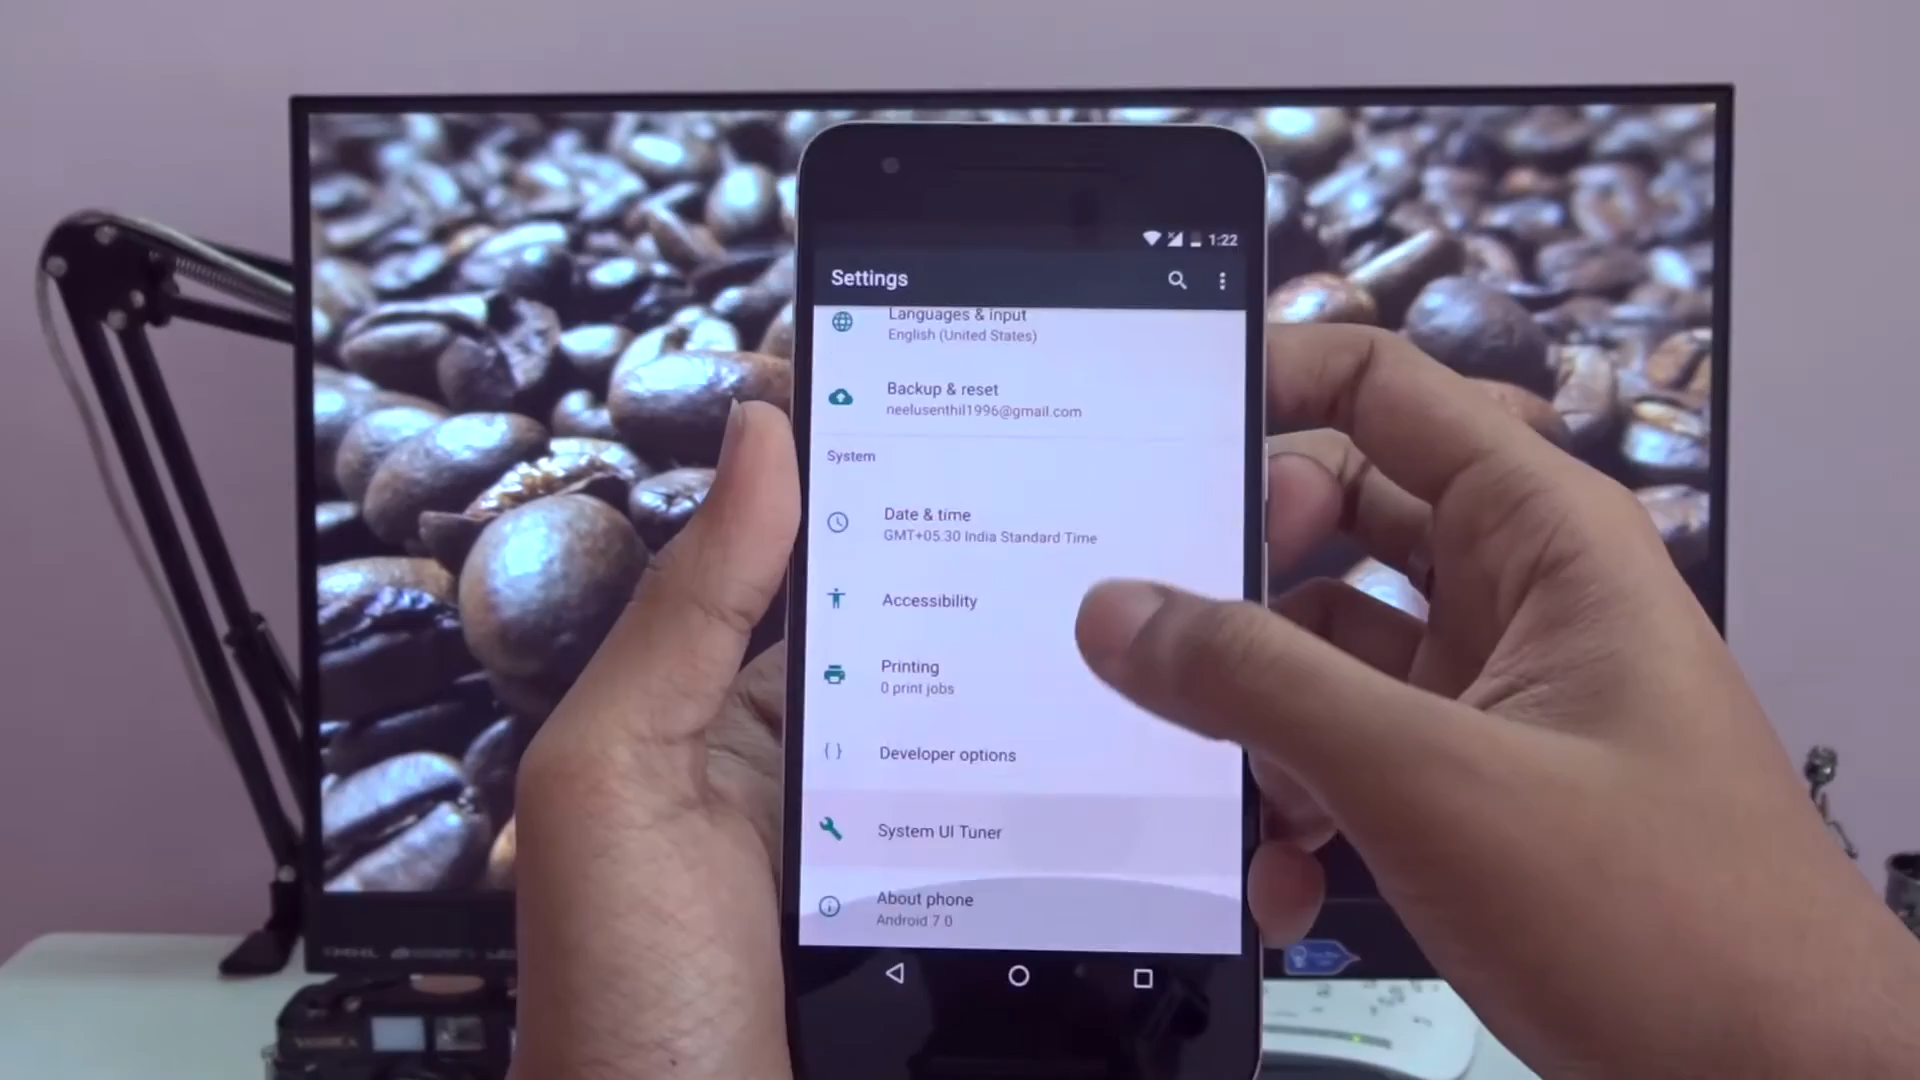 1:22
Settings
Languages & input
English (United States)
Backup & reset
neelusenthil1996@gmail.com
System
Date & time
GMT+05:30 India Standard Time
Accessibility
Printing
0 print jobs
Developer options
System UI Tuner
About phone
Android 7 0